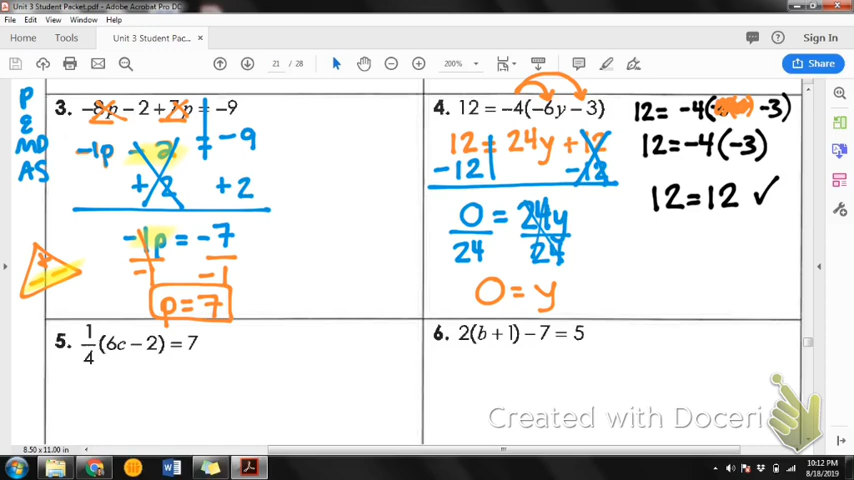 Unit 3 Student Packet.pdf - Adobe Acrobat Pro DC
File Edit View Window Help
Home Tools Unit 3 Student Pac... × ? Sign In
21 / 28 200% Share
P
E
MD
AS
3. −8p − 2 + 7p = −9
-1p - 2 = -9
+2 +2
-1p = -7
-1 -1
p = 7
4. 12 = −4(−6y − 3)
12 = 24y + 12
-12 -12
0 = 24y
24 24
0 = y
12 = -4( -3)
12 = -4(-3)
12 = 12 ✓
5. 1/4(6c − 2) = 7
6. 2(b + 1) − 7 = 5
Created with Doceri
8.50 x 11.00 in
10:12 PM
8/18/2019